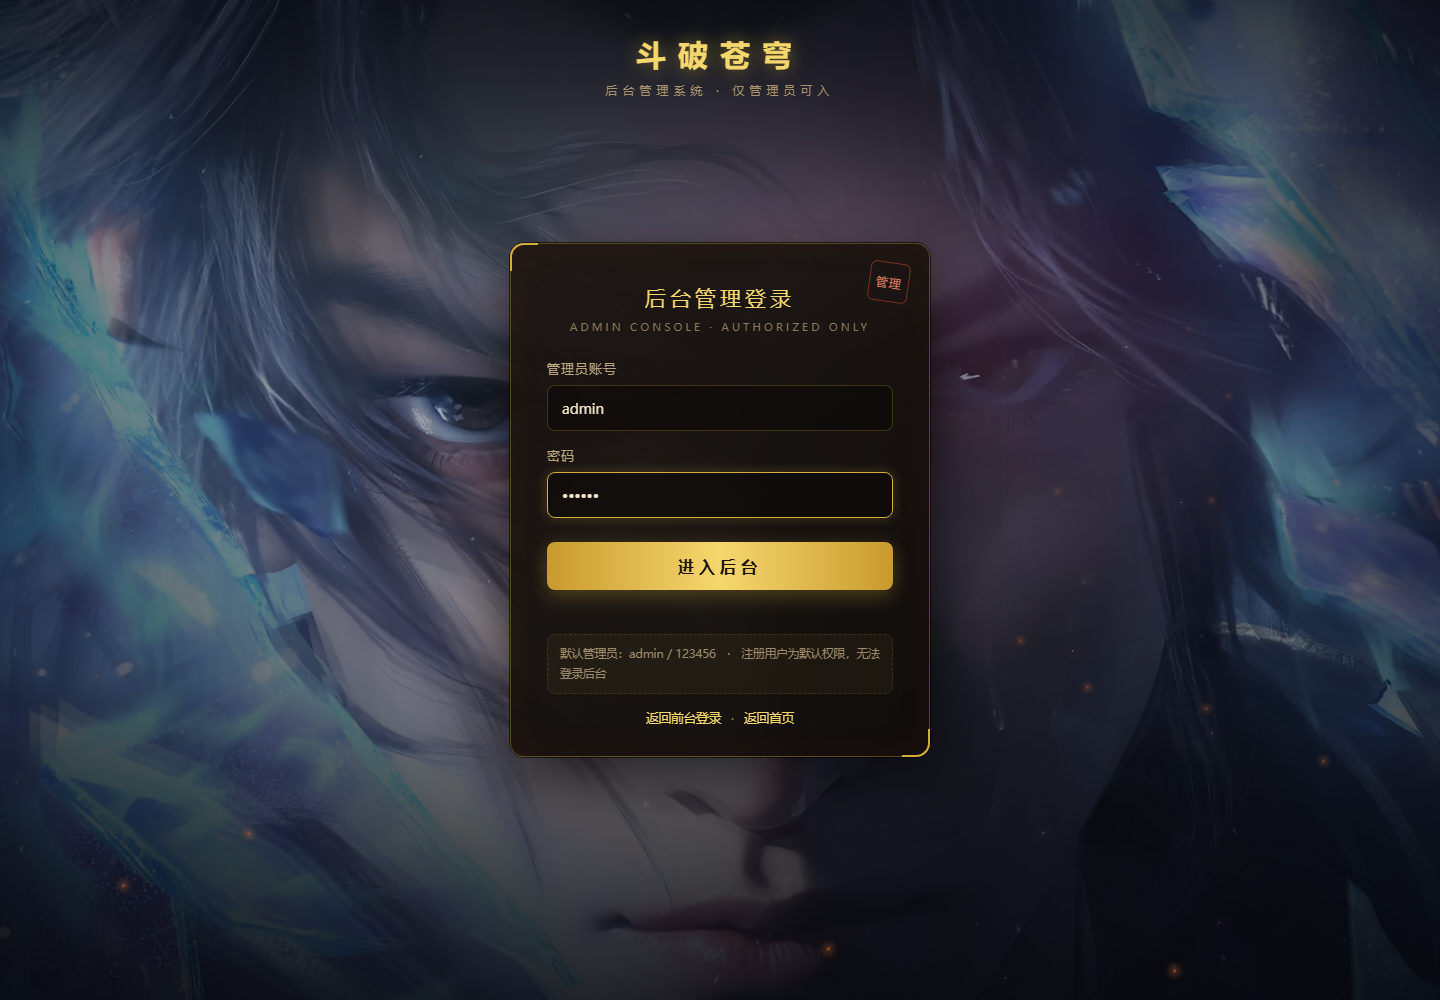 斗破苍穹
后台管理系统 · 仅管理员可入
管理
后台管理登录
ADMIN CONSOLE · AUTHORIZED ONLY
管理员账号
admin
密码
••••••
进入后台
默认管理员：admin / 123456 · 注册用户为默认权限，无法
登录后台
返回前台登录 · 返回首页